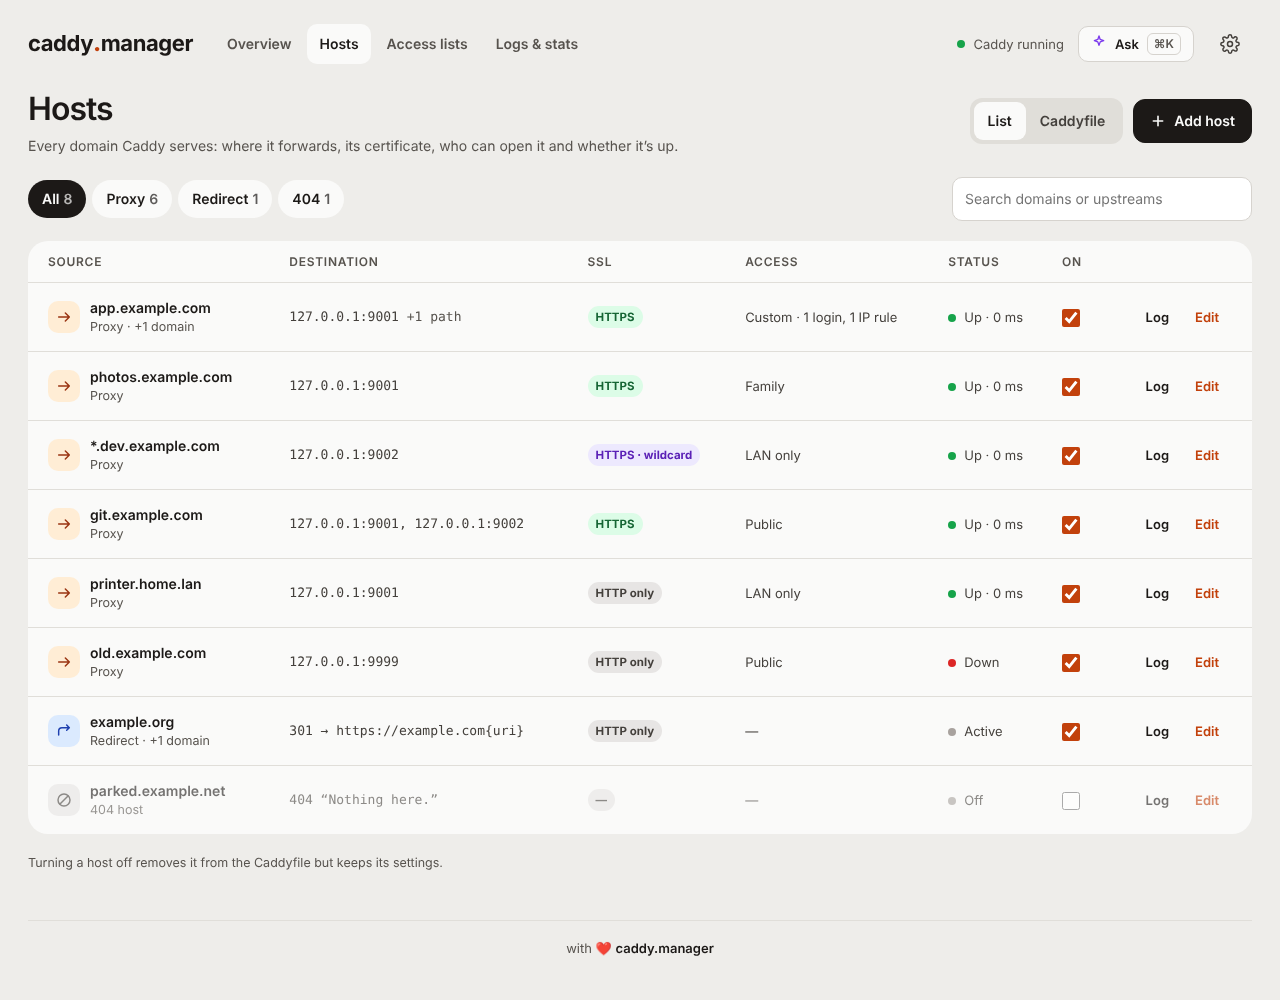 caddy.manager Overview Hosts Access lists Logs & stats Caddy running Ask ⌘K
Hosts
Every domain Caddy serves: where it forwards, its certificate, who can open it and whether it’s up.
List Caddyfile + Add host
All 8 Proxy 6 Redirect 1 404 1 Search domains or upstreams
SOURCE DESTINATION SSL ACCESS STATUS ON
app.example.com
Proxy · +1 domain
127.0.0.1:9001 +1 path HTTPS Custom · 1 login, 1 IP rule Up · 0 ms Log Edit
photos.example.com
Proxy
127.0.0.1:9001 HTTPS Family Up · 0 ms Log Edit
*.dev.example.com
Proxy
127.0.0.1:9002 HTTPS · wildcard LAN only Up · 0 ms Log Edit
git.example.com
Proxy
127.0.0.1:9001, 127.0.0.1:9002 HTTPS Public Up · 0 ms Log Edit
printer.home.lan
Proxy
127.0.0.1:9001 HTTP only LAN only Up · 0 ms Log Edit
old.example.com
Proxy
127.0.0.1:9999 HTTP only Public Down Log Edit
example.org
Redirect · +1 domain
301 → https://example.com{uri} HTTP only — Active Log Edit
parked.example.net
404 host
404 “Nothing here.” — — Off Log Edit
Turning a host off removes it from the Caddyfile but keeps its settings.
with ❤️ caddy.manager